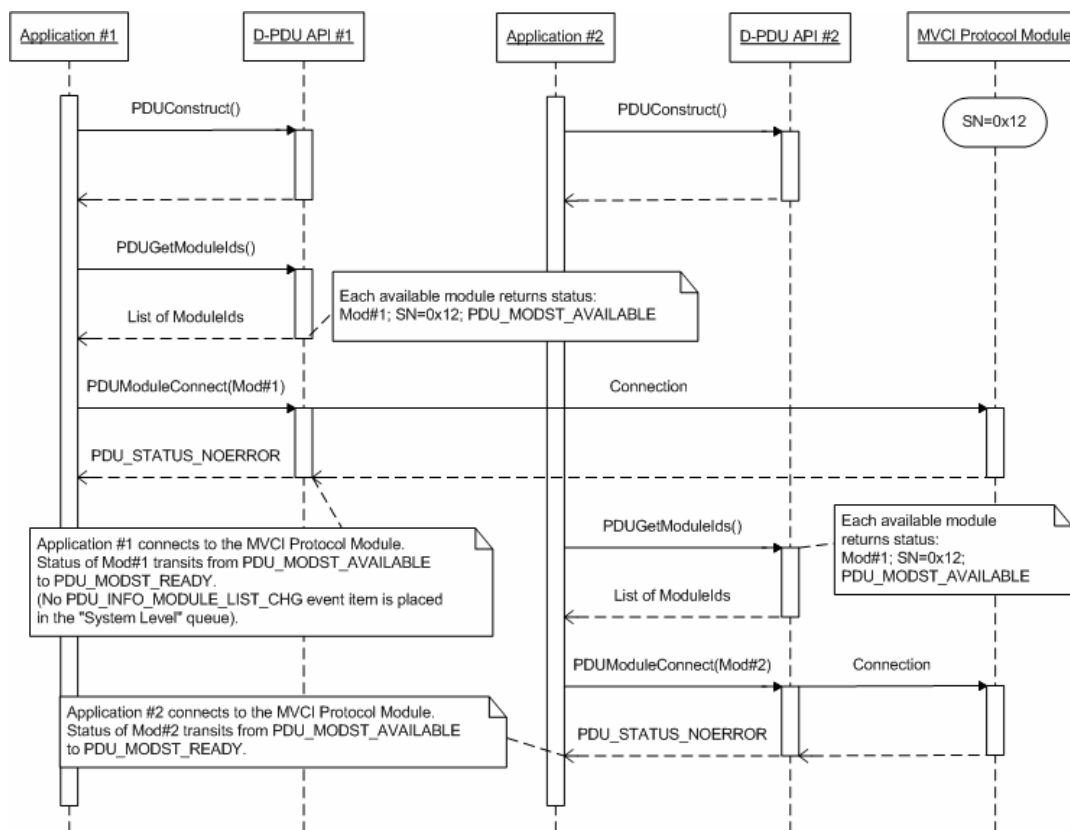 Application #1
D-PDU API #1
Application #2
D-PDU API #2
MVCI Protocol Module
PDUConstruct()
PDUConstruct()
SN=0x12
PDUGetModuleIds()
Each available module returns status:
Mod#1; SN=0x12; PDU_MODST_AVAILABLE
List of ModuleIds
PDUModuleConnect(Mod#1)
Connection
PDU_STATUS_NOERROR
Each available module
returns status:
Mod#1; SN=0x12;
PDU_MODST_AVAILABLE
PDUGetModuleIds()
Application #1 connects to the MVCI Protocol Module.
Status of Mod#1 transits from PDU_MODST_AVAILABLE
to PDU_MODST_READY.
(No PDU_INFO_MODULE_LIST_CHG event item is placed
in the "System Level" queue).
List of ModuleIds
PDUModuleConnect(Mod#2)
Connection
Application #2 connects to the MVCI Protocol Module.
Status of Mod#2 transits from PDU_MODST_AVAILABLE
to PDU_MODST_READY.
PDU_STATUS_NOERROR